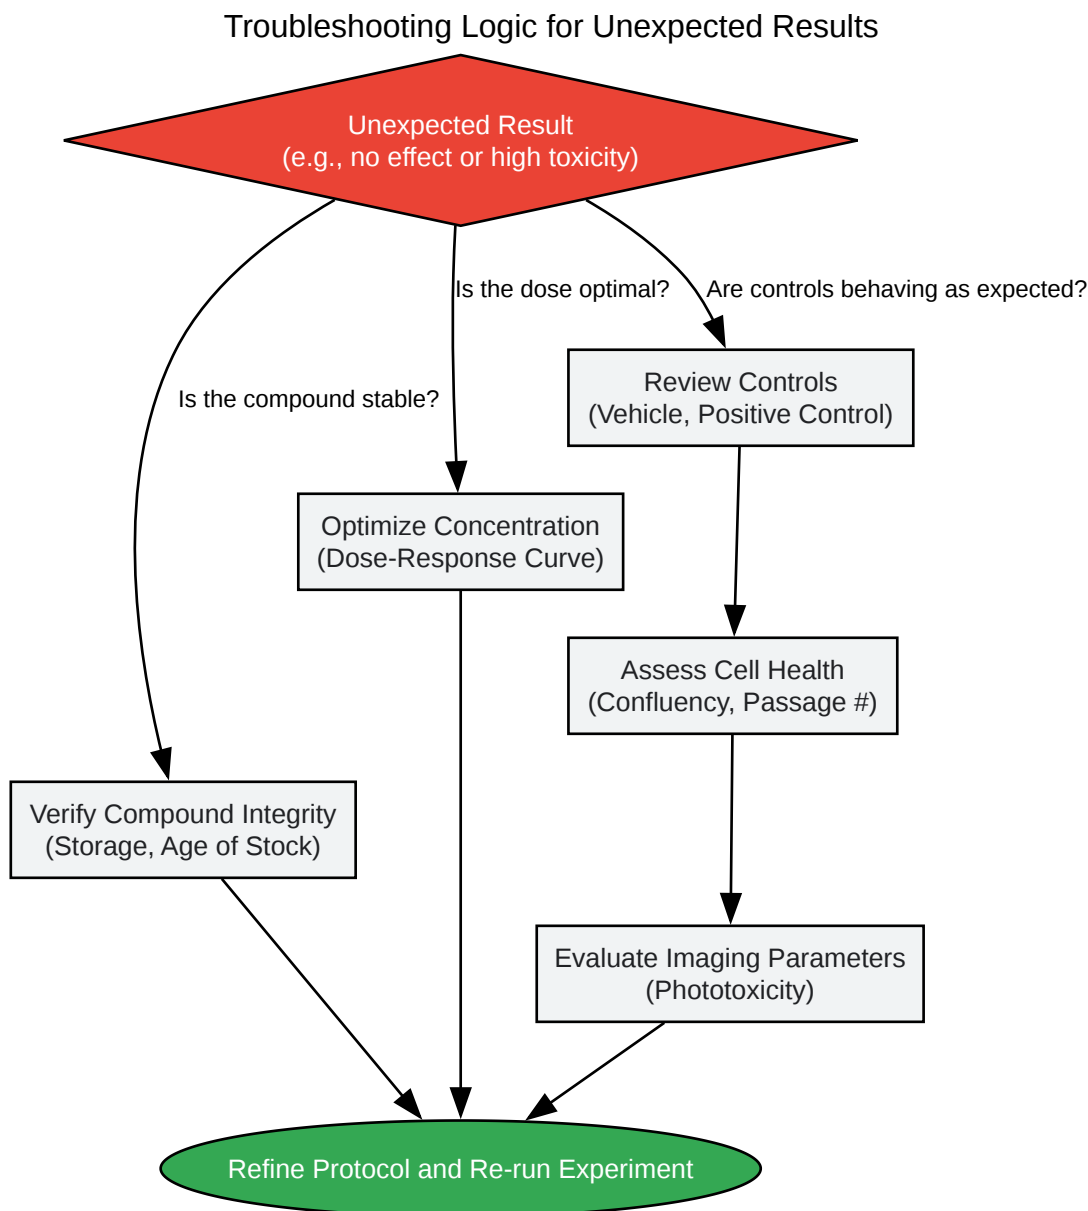 Troubleshooting Logic for Unexpected Results
Unexpected Result
(e.g., no effect or high toxicity)
Is the dose optimal?
Are controls behaving as expected?
Review Controls
(Vehicle, Positive Control)
Is the compound stable?
Optimize Concentration
(Dose-Response Curve)
Assess Cell Health
(Confluency, Passage #)
Verify Compound Integrity
(Storage, Age of Stock)
Evaluate Imaging Parameters
(Phototoxicity)
Refine Protocol and Re-run Experiment